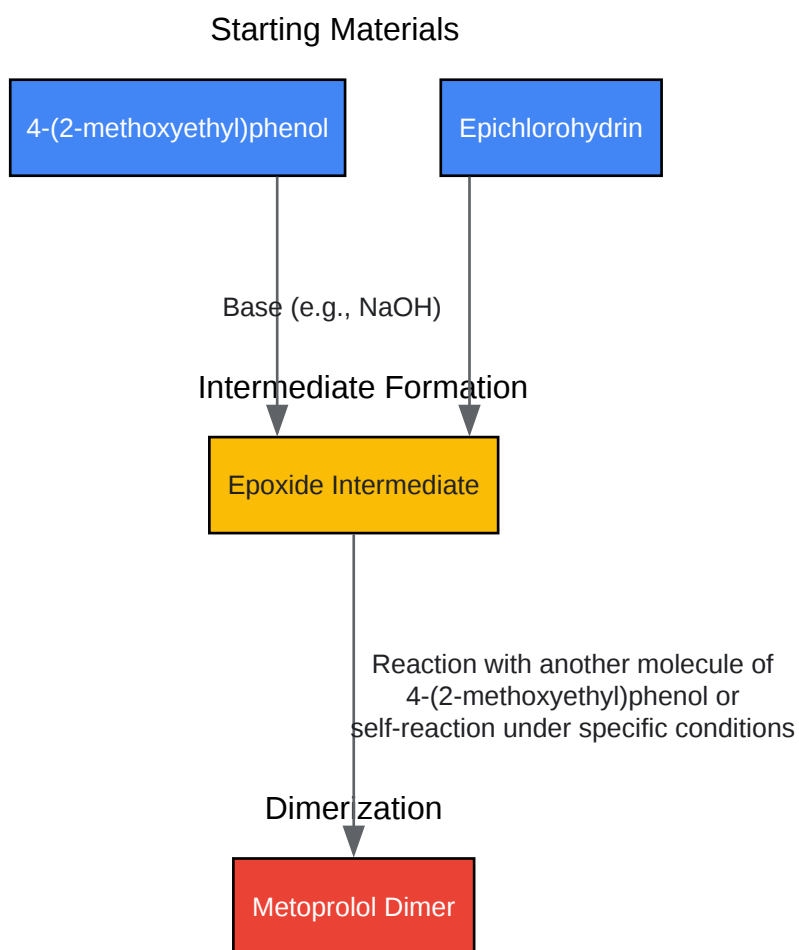 Starting Materials
4-(2-methoxyethyl)phenol
Epichlorohydrin
Base (e.g., NaOH)
Intermediate Formation
Epoxide Intermediate
Reaction with another molecule of
4-(2-methoxyethyl)phenol or
self-reaction under specific conditions
Dimerization
Metoprolol Dimer